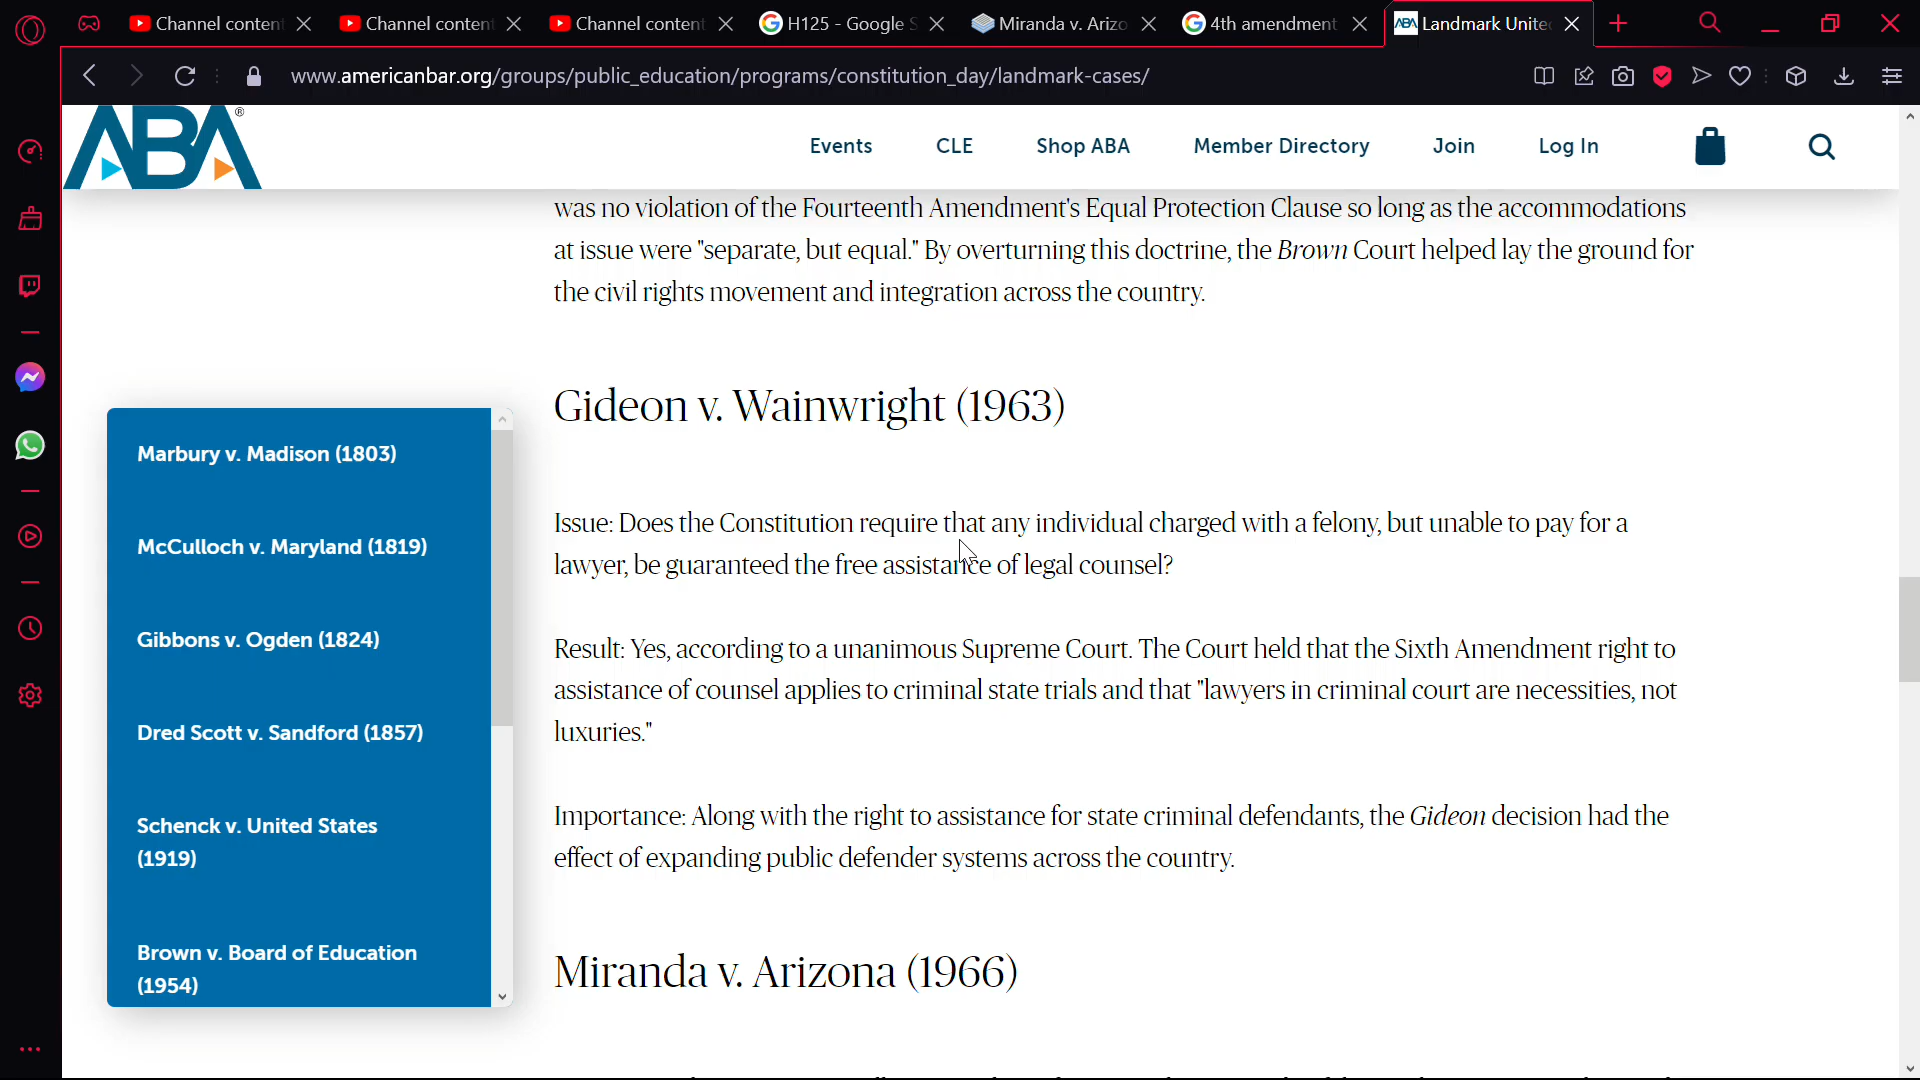 Channel conten
Channel conten
Channel conten
H125 - Google S
Miranda v. Arizo
4th amendment
ABA Landmark Unite
www.americanbar.org/groups/public_education/programs/constitution_day/landmark-cases/
ABA®
Events
CLE
Shop ABA
Member Directory
Join
Log In
was no violation of the Fourteenth Amendment's Equal Protection Clause so long as the accommodations
at issue were "separate, but equal." By overturning this doctrine, the Brown Court helped lay the ground for
the civil rights movement and integration across the country.
Marbury v. Madison (1803)
McCulloch v. Maryland (1819)
Gibbons v. Ogden (1824)
Dred Scott v. Sandford (1857)
Schenck v. United States
(1919)
Brown v. Board of Education
(1954)
Gideon v. Wainwright (1963)
Issue: Does the Constitution require that any individual charged with a felony, but unable to pay for a
lawyer, be guaranteed the free assistance of legal counsel?
Result: Yes, according to a unanimous Supreme Court. The Court held that the Sixth Amendment right to
assistance of counsel applies to criminal state trials and that "lawyers in criminal court are necessities, not
luxuries."
Importance: Along with the right to assistance for state criminal defendants, the Gideon decision had the
effect of expanding public defender systems across the country.
Miranda v. Arizona (1966)